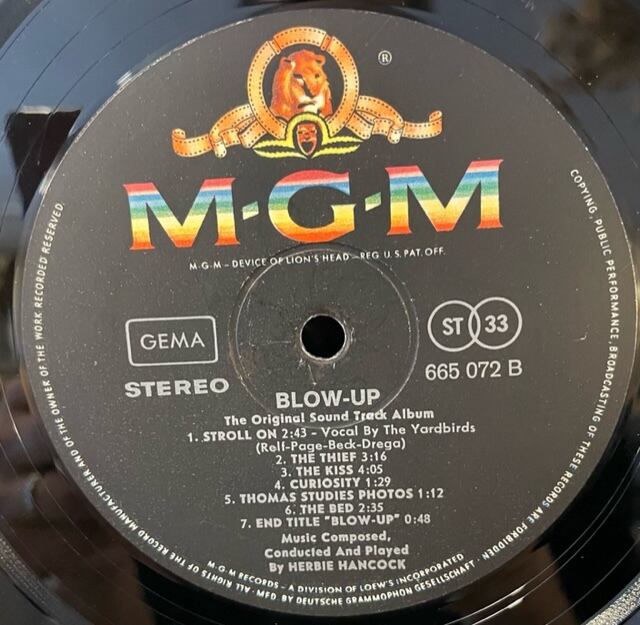 ®
M-G-M
M-G-M – DEVICE OF LION'S HEAD – REG. U.S. PAT. OFF.
GEMA
ST 33
STEREO
665 072 B
BLOW-UP
The Original Sound Track Album
1. STROLL ON 2:43 – Vocal By The Yardbirds
(Relf-Page-Beck-Drega)
2. THE THIEF 3:16
3. THE KISS 4:05
4. CURIOSITY 1:29
5. THOMAS STUDIES PHOTOS 1:12
6. THE BED 2:35
7. END TITLE "BLOW-UP" 0:48
Music Composed,
Conducted And Played
By HERBIE HANCOCK
M-G-M RECORDS – A DIVISION OF LOEW'S INCORPORATED
ALL RIGHTS OF THE RECORD MANUFACTURER AND OF THE OWNER OF THE WORK RECORDED RESERVED.
COPYING, PUBLIC PERFORMANCE, BROADCASTING OF THESE RECORDS ARE FORBIDDEN
· MFD. BY DEUTSCHE GRAMMOPHON GESELLSCHAFT ·